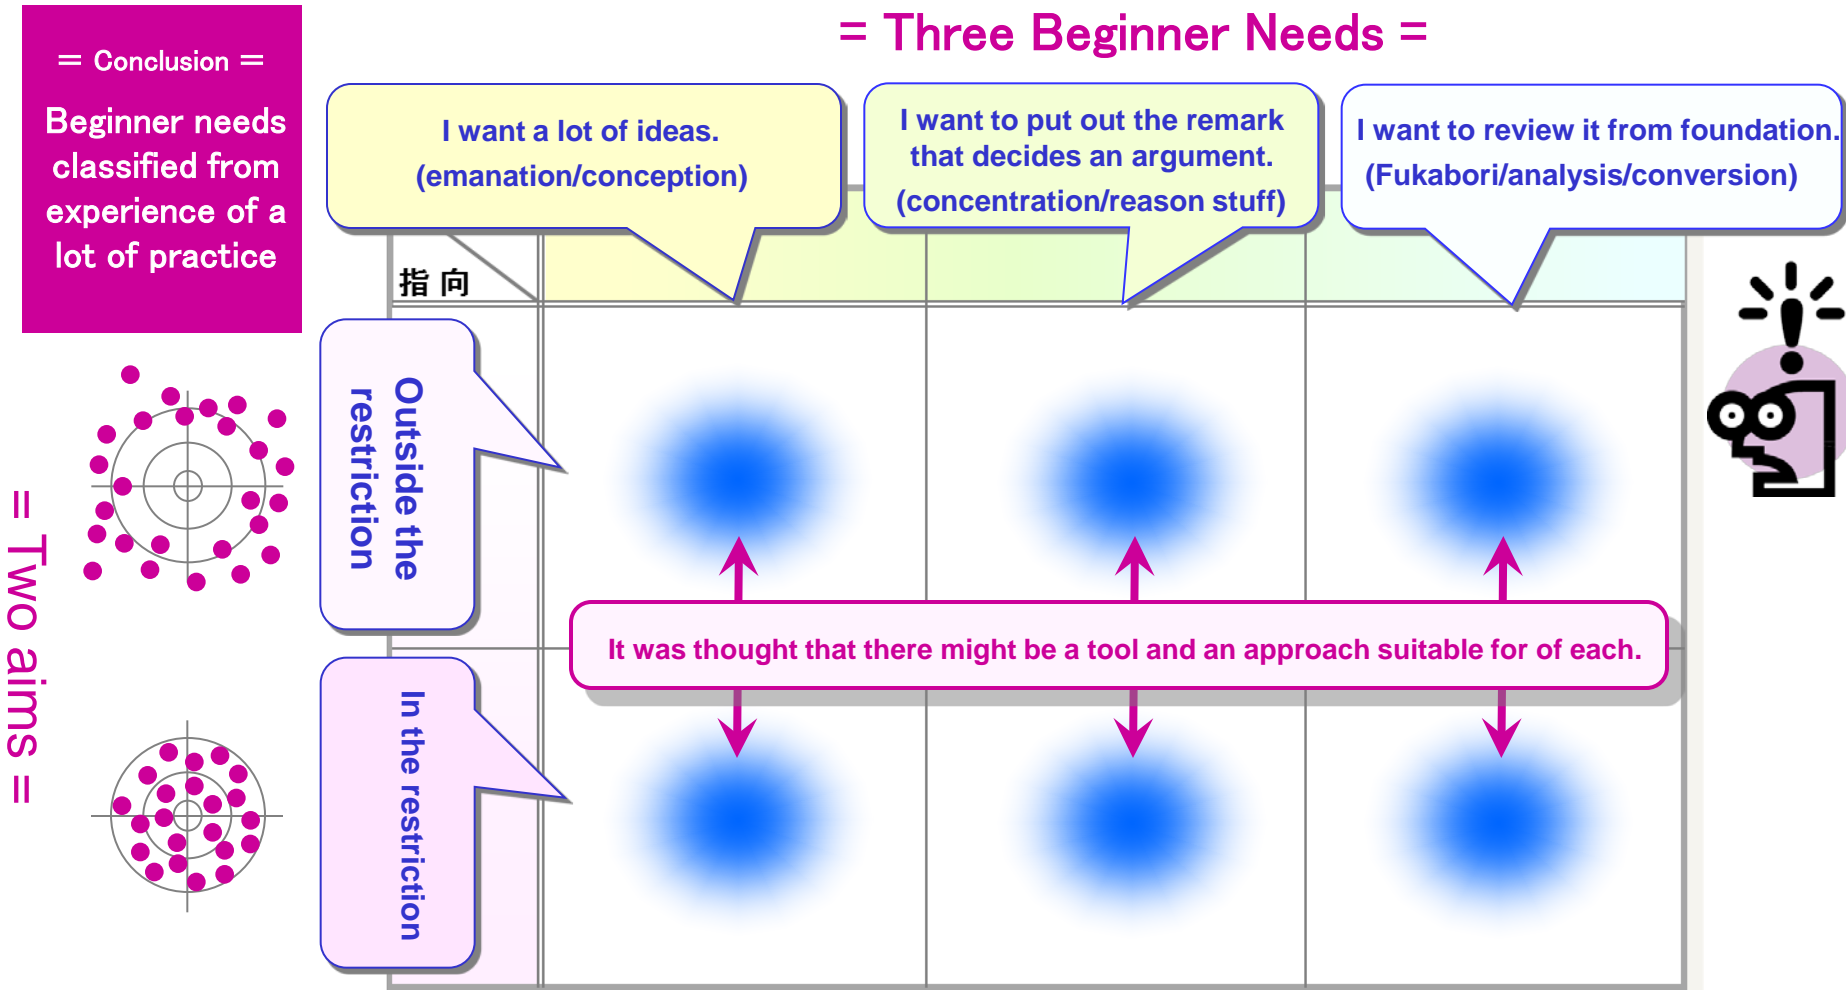 = Three Beginner Needs =
= Conclusion =
Beginner needs
classified from
experience of a
lot of practice
I want a lot of ideas.
(emanation/conception)
I want to put out the remark
that decides an argument.
(concentration/reason stuff)
I want to review it from foundation.
(Fukabori/analysis/conversion)
指向
= Two aims =
Outside the
restriction
It was thought that there might be a tool and an approach suitable for of each.
In the restriction